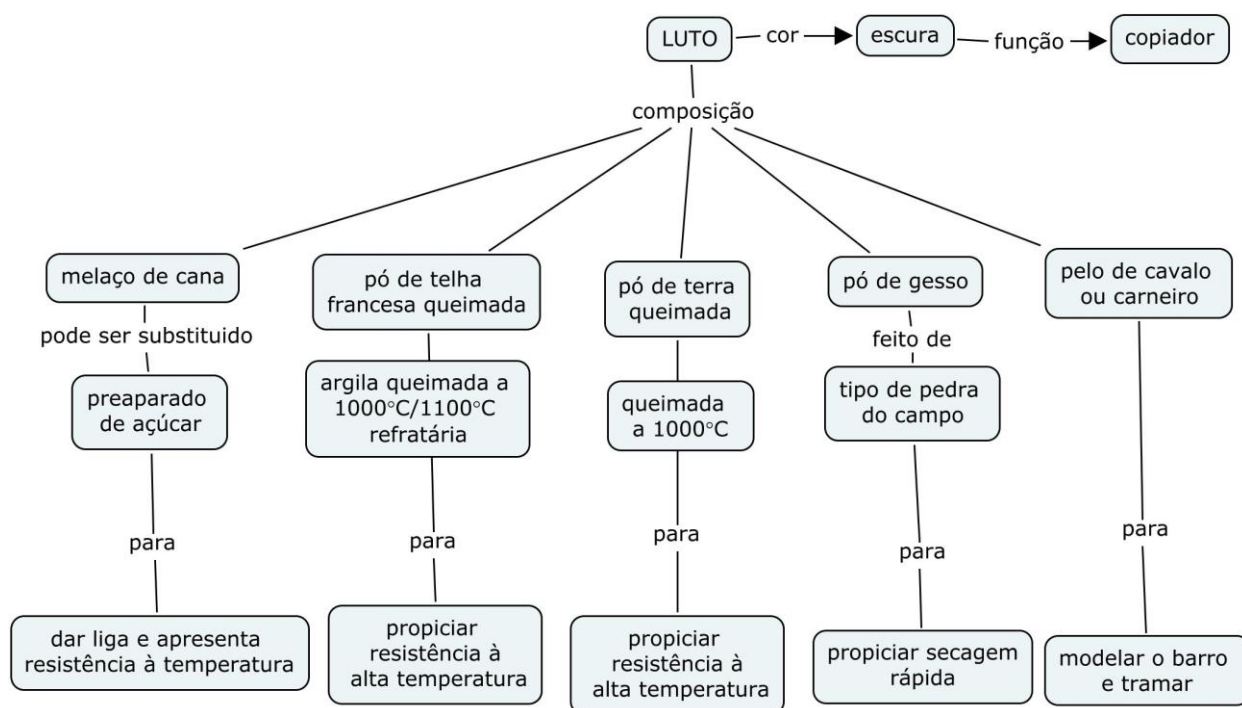 LUTO
cor
escura
função
copiador
composição
melaço de cana
pode ser substituido
preaparado
de açúcar
para
dar liga e apresenta
resistência à temperatura
pó de telha
francesa queimada
argila queimada a
1000°C/1100°C
refratária
para
propiciar
resistência à
alta temperatura
pó de terra
queimada
queimada
a 1000°C
para
propiciar
resistência à
alta temperatura
pó de gesso
feito de
tipo de pedra
do campo
para
propiciar secagem
rápida
pelo de cavalo
ou carneiro
para
modelar o barro
e tramar